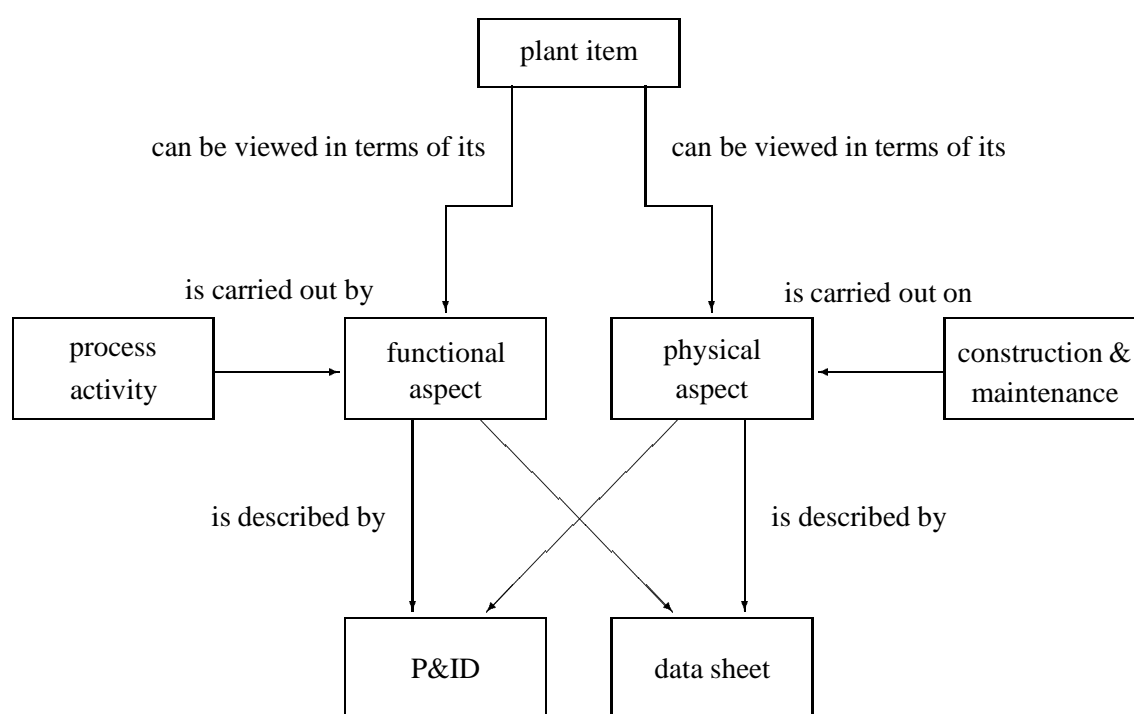 plant item
can be viewed in terms of its
can be viewed in terms of its
is carried out by
is carried out on
process
activity
functional
aspect
physical
aspect
construction &
maintenance
is described by
is described by
P&ID
data sheet